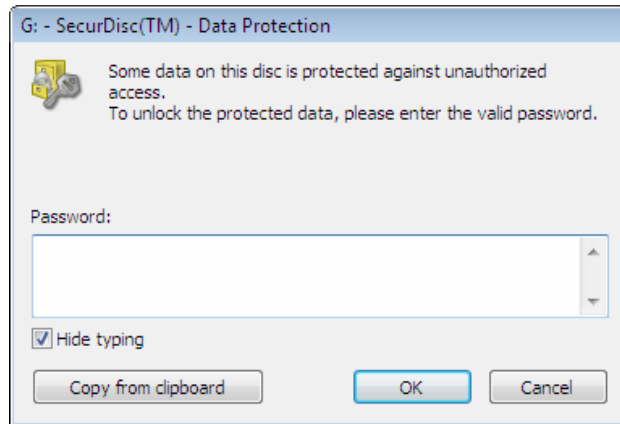 G: - SecurDisc(TM) - Data Protection
Some data on this disc is protected against unauthorized
access.
To unlock the protected data, please enter the valid password.
Password:
Hide typing
Copy from clipboard
OK
Cancel